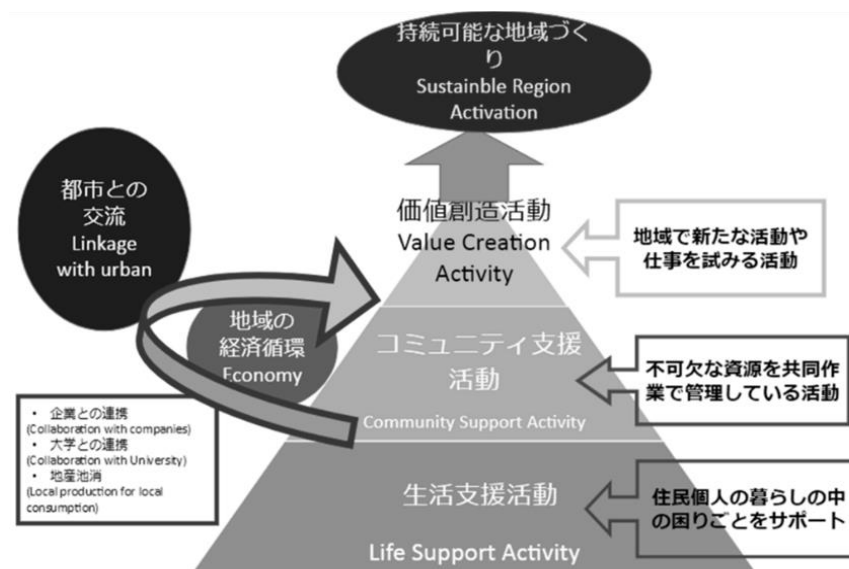 持続可能な地域づく
り
Sustainble Region
Activation
都市との
交流
Linkage
with urban
価値創造活動
Value Creation
Activity
地域で新たな活動や
仕事を試みる活動
地域の
経済循環
Economy
コミュニティ支援
活動
Community Support Activity
不可欠な資源を共同作
業で管理している活動
• 企業との連携
(Collaboration with companies)
• 大学との連携
(Collaboration with University)
• 地産池消
(Local production for local
consumption)
生活支援活動
Life Support Activity
住民個人の暮らしの中
の困りごとをサポート